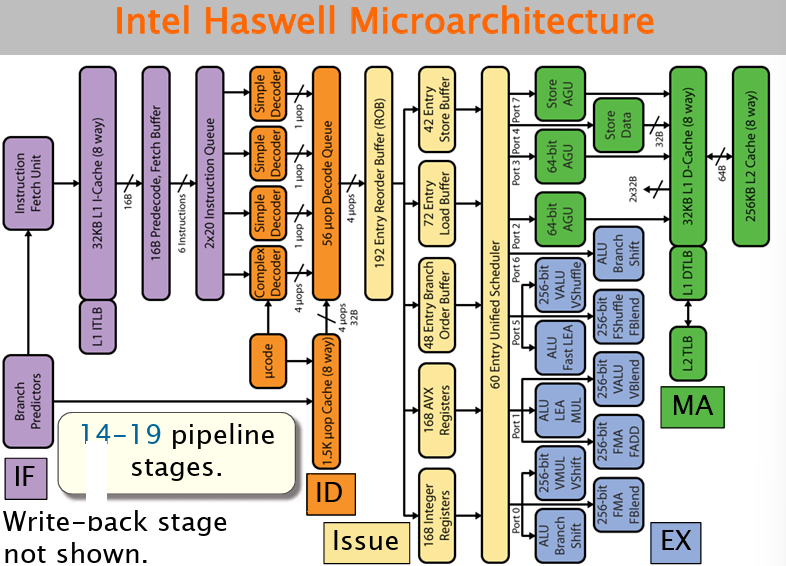 Intel Haswell Microarchitecture
Instruction
Fetch Unit
Branch
Predictors
32KB L1 I-Cache (8 way)
L1 ITLB
16B
16B Predecode, Fetch Buffer
6 Instructions
2x20 Instruction Queue
Simple
Decoder
Simple
Decoder
Simple
Decoder
Complex
Decoder
1 μop
1 μop
1 μop
4 μops
μcode
56 μop Decode Queue
4 μops
32B
1.5K μop Cache (8 way)
4 μops
192 Entry Reorder Buffer (ROB)
42 Entry
Store Buffer
72 Entry
Load Buffer
48 Entry Branch
Order Buffer
168 AVX
Registers
168 Integer
Registers
60 Entry Unified Scheduler
Port 7
Port 4
Port 3
Port 2
Port 6
Port 5
Port 1
Port 0
Store
AGU
Store
Data
64-bit
AGU
64-bit
AGU
ALU
Branch
Shift
256-bit
VALU
VShuffle
256-bit
FShuffle
FBlend
ALU
Fast LEA
256-bit
VALU
VBlend
ALU
LEA
MUL
256-bit
FMA
FADD
256-bit
VMUL
VShift
256-bit
FMA
FBlend
ALU
Branch
Shift
32B
2x32B
32KB L1 D-Cache (8 way)
L1 DTLB
L2 TLB
64B
256KB L2 Cache (8 way)
14-19 pipeline
stages.
IF
ID
Issue
EX
MA
Write-back stage
not shown.